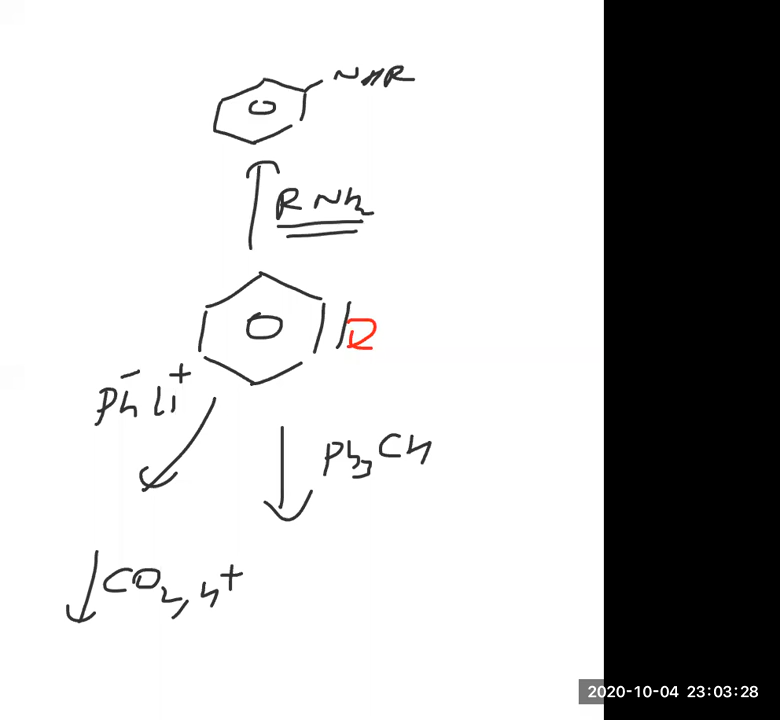 NHR
RNH2
R
Ph⁻ Li⁺
Ph3CH
CO2, H⁺
2020-10-04 23:03:28